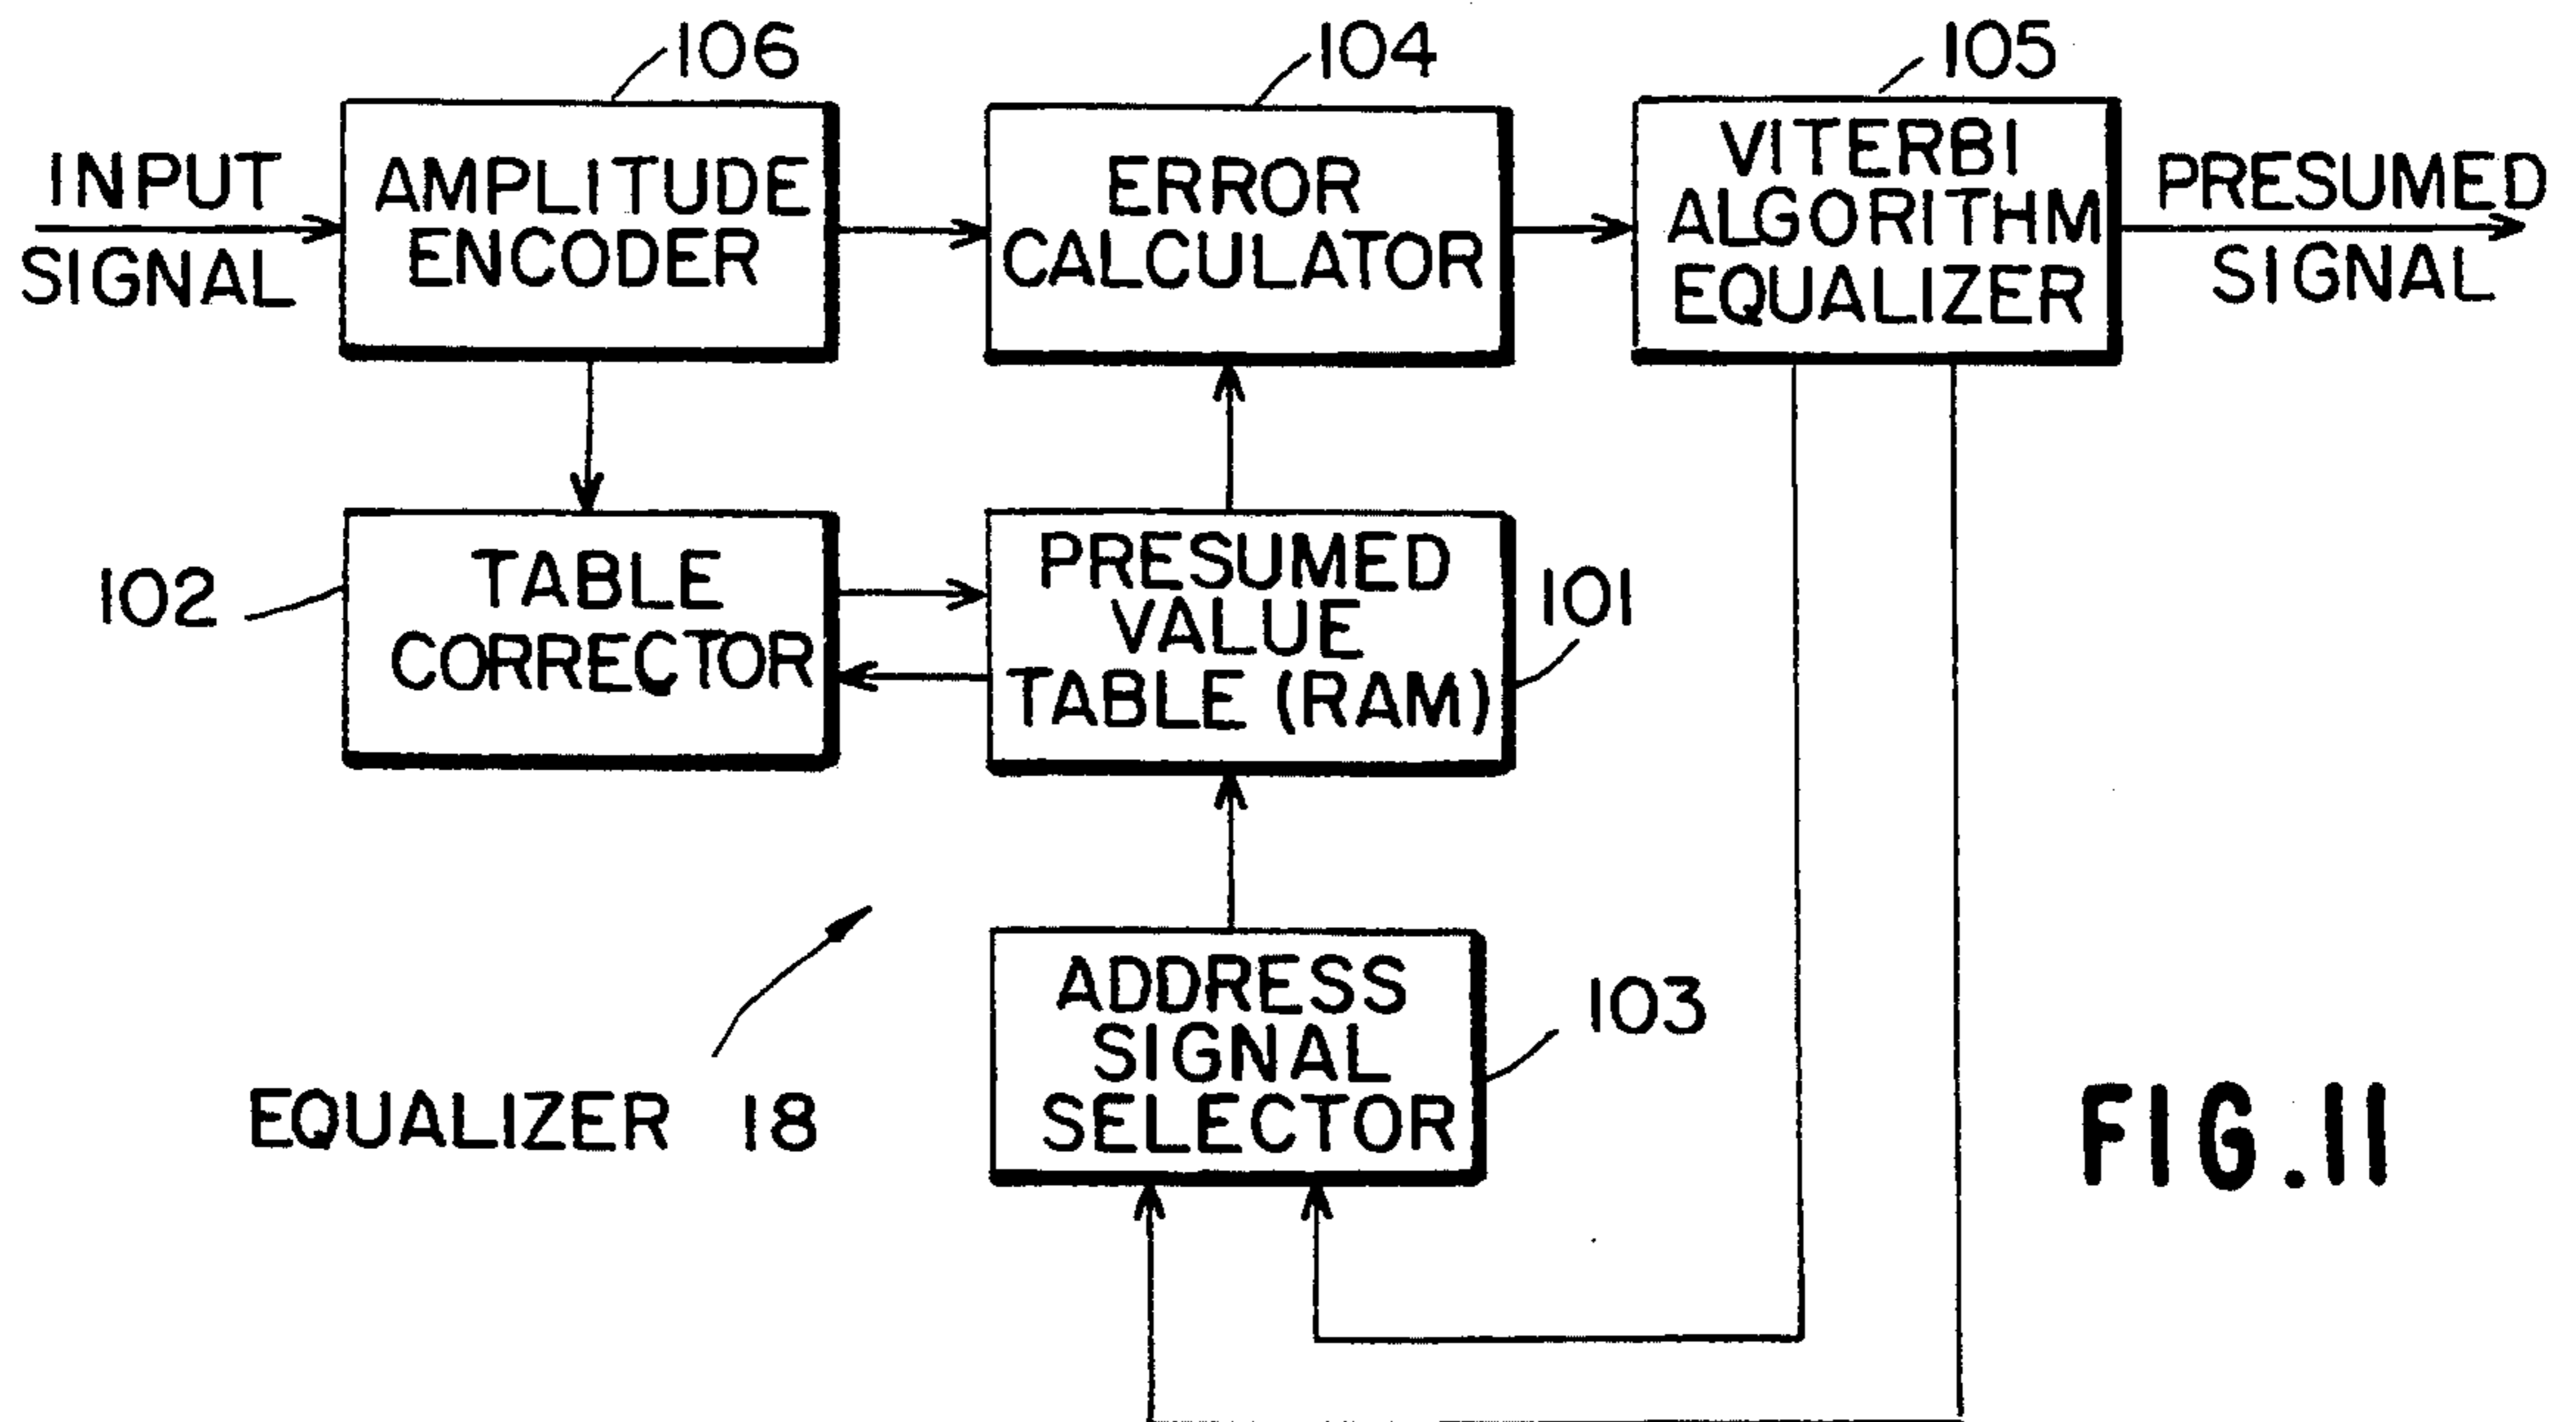 106
104
105
INPUT
SIGNAL
AMPLITUDE
ENCODER
ERROR
CALCULATOR
VITERBI
ALGORITHM
EQUALIZER
PRESUMED
SIGNAL
102
TABLE
CORRECTOR
PRESUMED
VALUE
TABLE (RAM)
101
ADDRESS
SIGNAL
SELECTOR
103
EQUALIZER 18
FIG.11